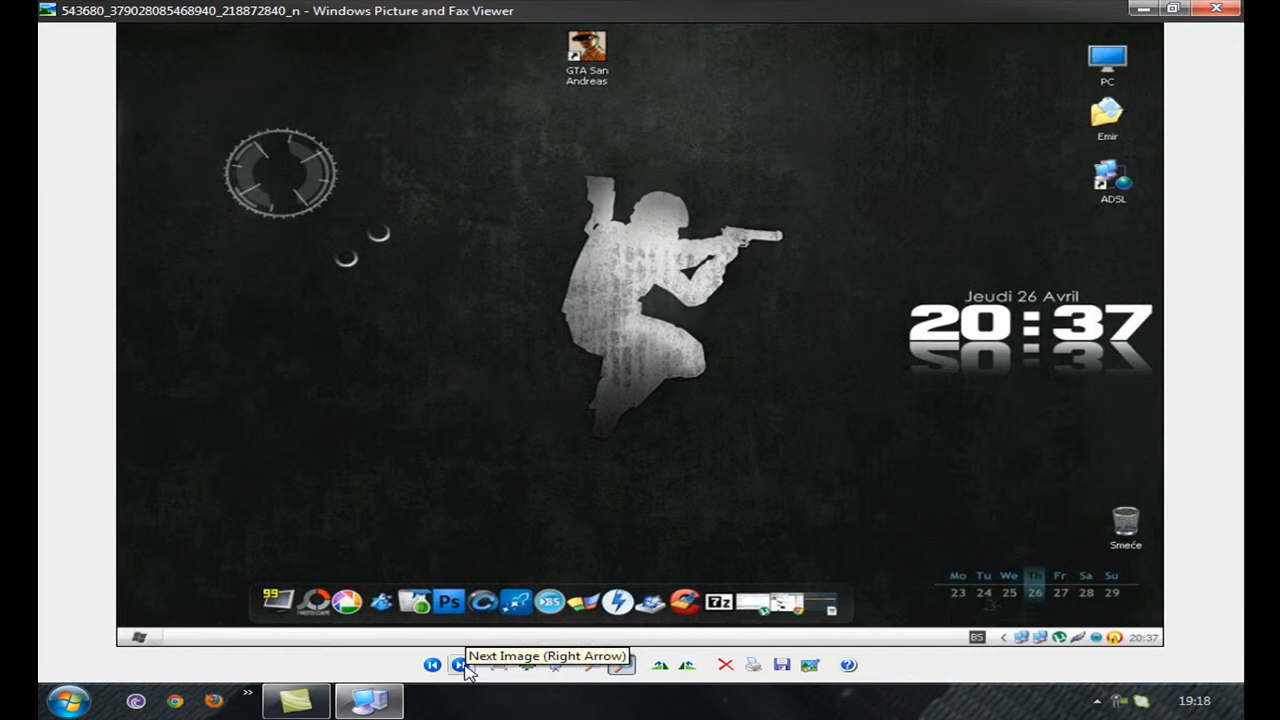 543680_379028085468940_218872840_n - Windows Picture and Fax Viewer
GTA San
Andreas
PC
Emir
ADSL
Jeudi 26 Avril
20:37
Smeće
Mo Tu We Th Fr Sa Su
23 24 25 26 27 28 29
99
Ps
BS
7z
BS
20:37
Next Image (Right Arrow)
19:18